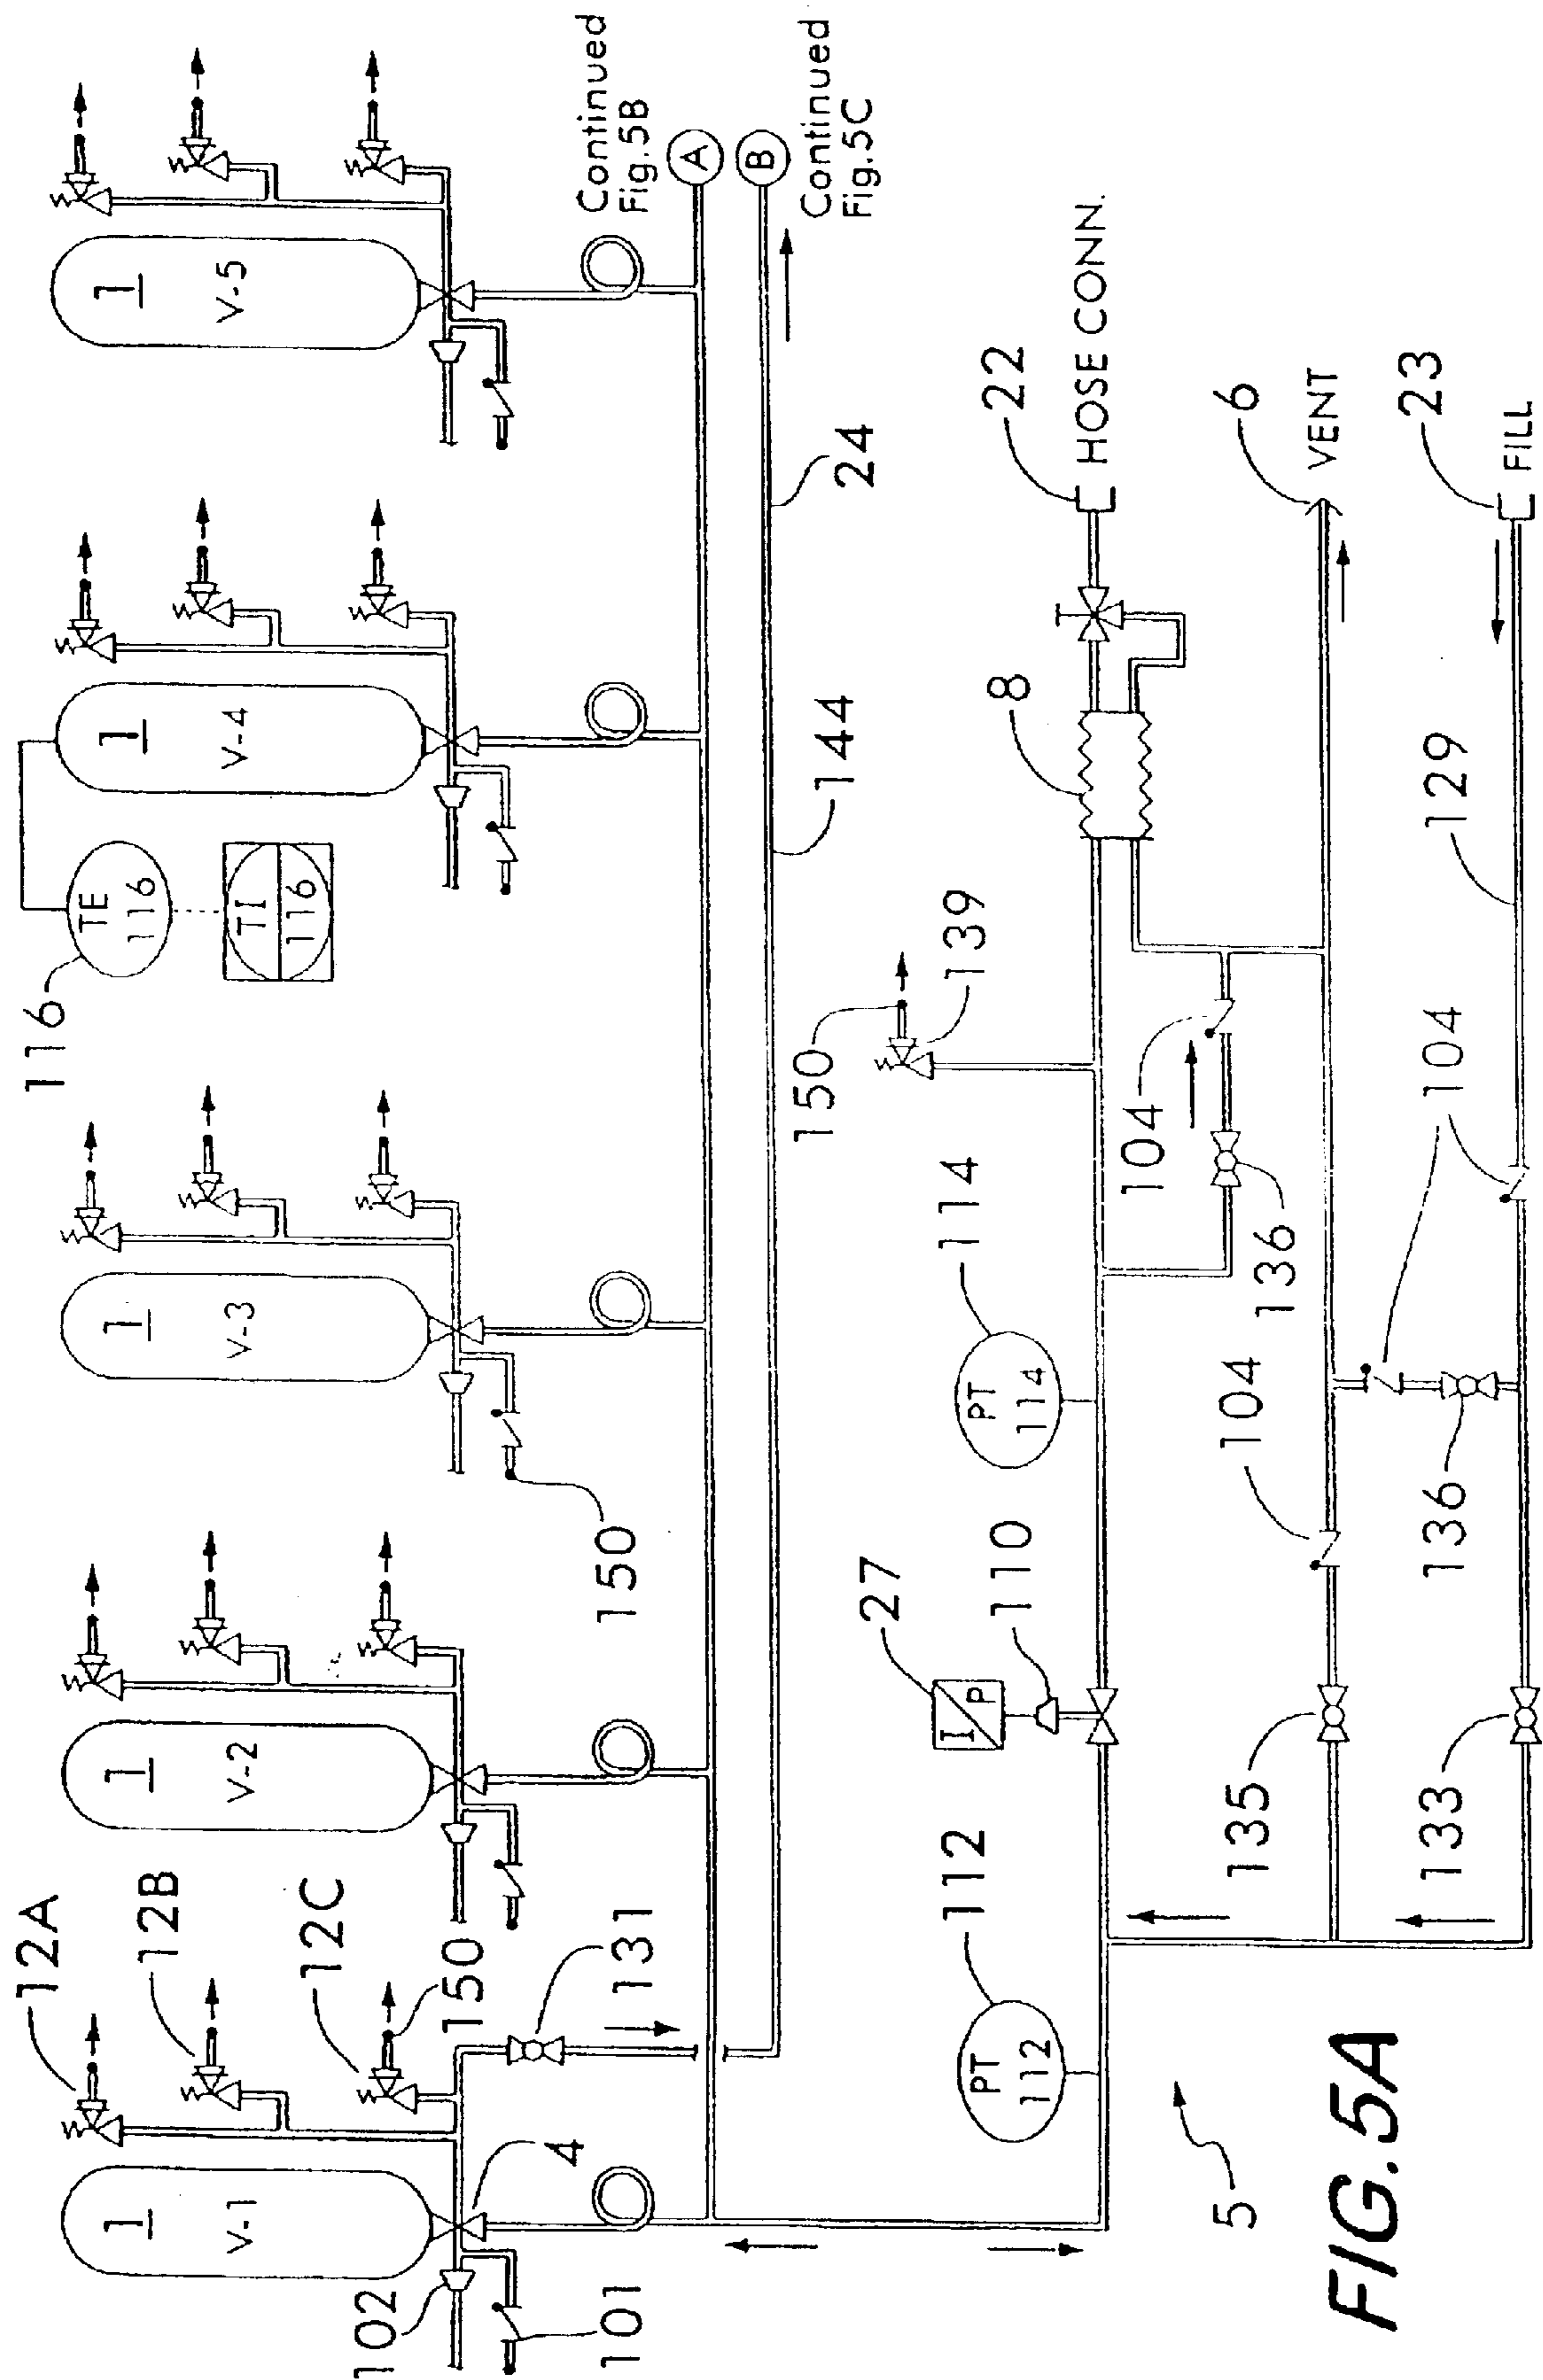 12A
12B
12C
150
131
1
V-1
4
102
101
1
V-2
1
V-3
150
116
TE
116
TI
116
1
V-4
1
V-5
Continued
Fig.5B
A
B
Continued
Fig.5C
144
24
112
PT
112
27
I
P
110
114
PT
114
150
139
8
22
HOSE CONN.
104
136
6
VENT
135
104
104
136
133
129
23
FILL
5
FIG.5A